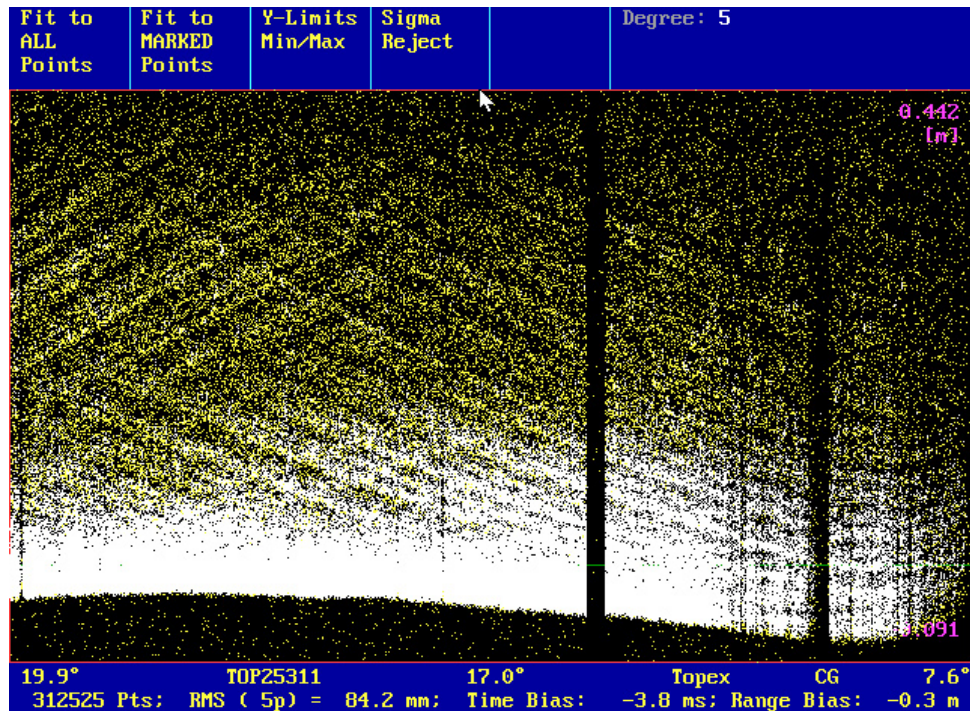 Fit to ALL Points
Fit to MARKED Points
Y-Limits Min/Max
Sigma Reject
Degree: 5
0.442
[m]
.091
19.9° TOP25311 17.0° Topex CG 7.6°
312525 Pts; RMS ( 5p) = 84.2 mm; Time Bias: -3.8 ms; Range Bias: -0.3 m